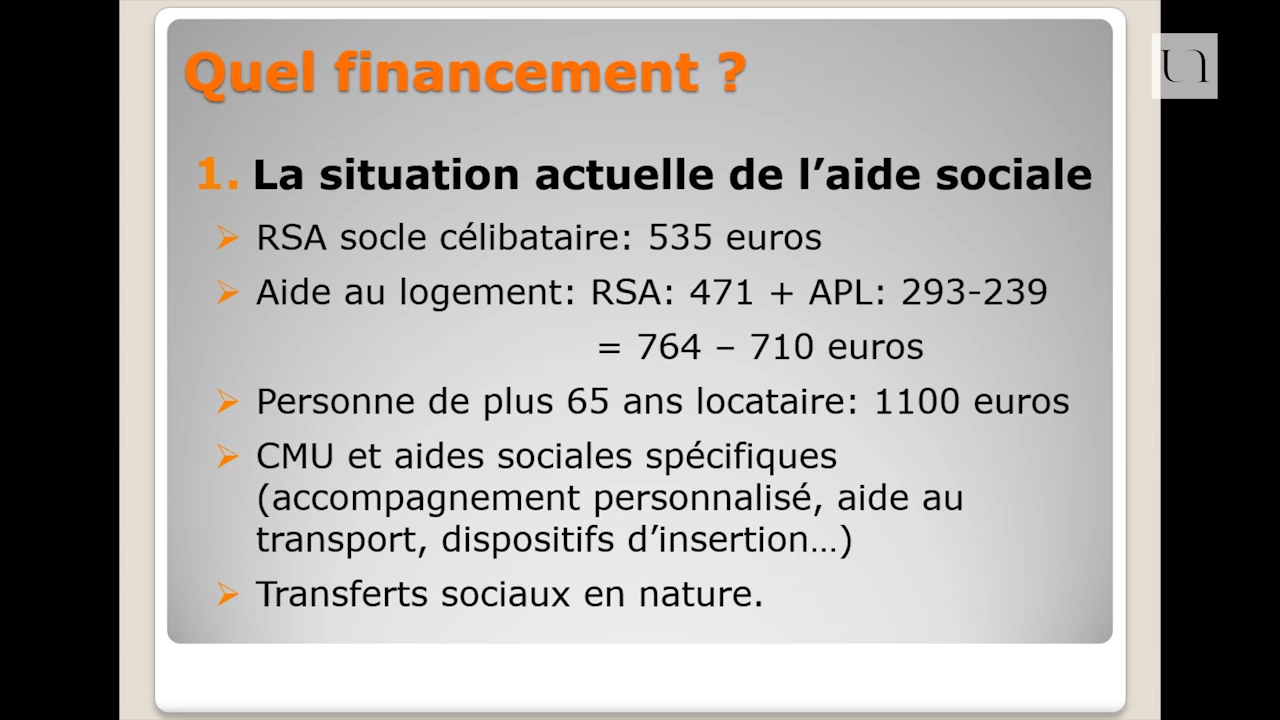 Quel financement ?
1. La situation actuelle de l’aide sociale
RSA socle célibataire: 535 euros
Aide au logement: RSA: 471 + APL: 293-239
= 764 – 710 euros
Personne de plus 65 ans locataire: 1100 euros
CMU et aides sociales spécifiques
(accompagnement personnalisé, aide au
transport, dispositifs d’insertion…)
Transferts sociaux en nature.